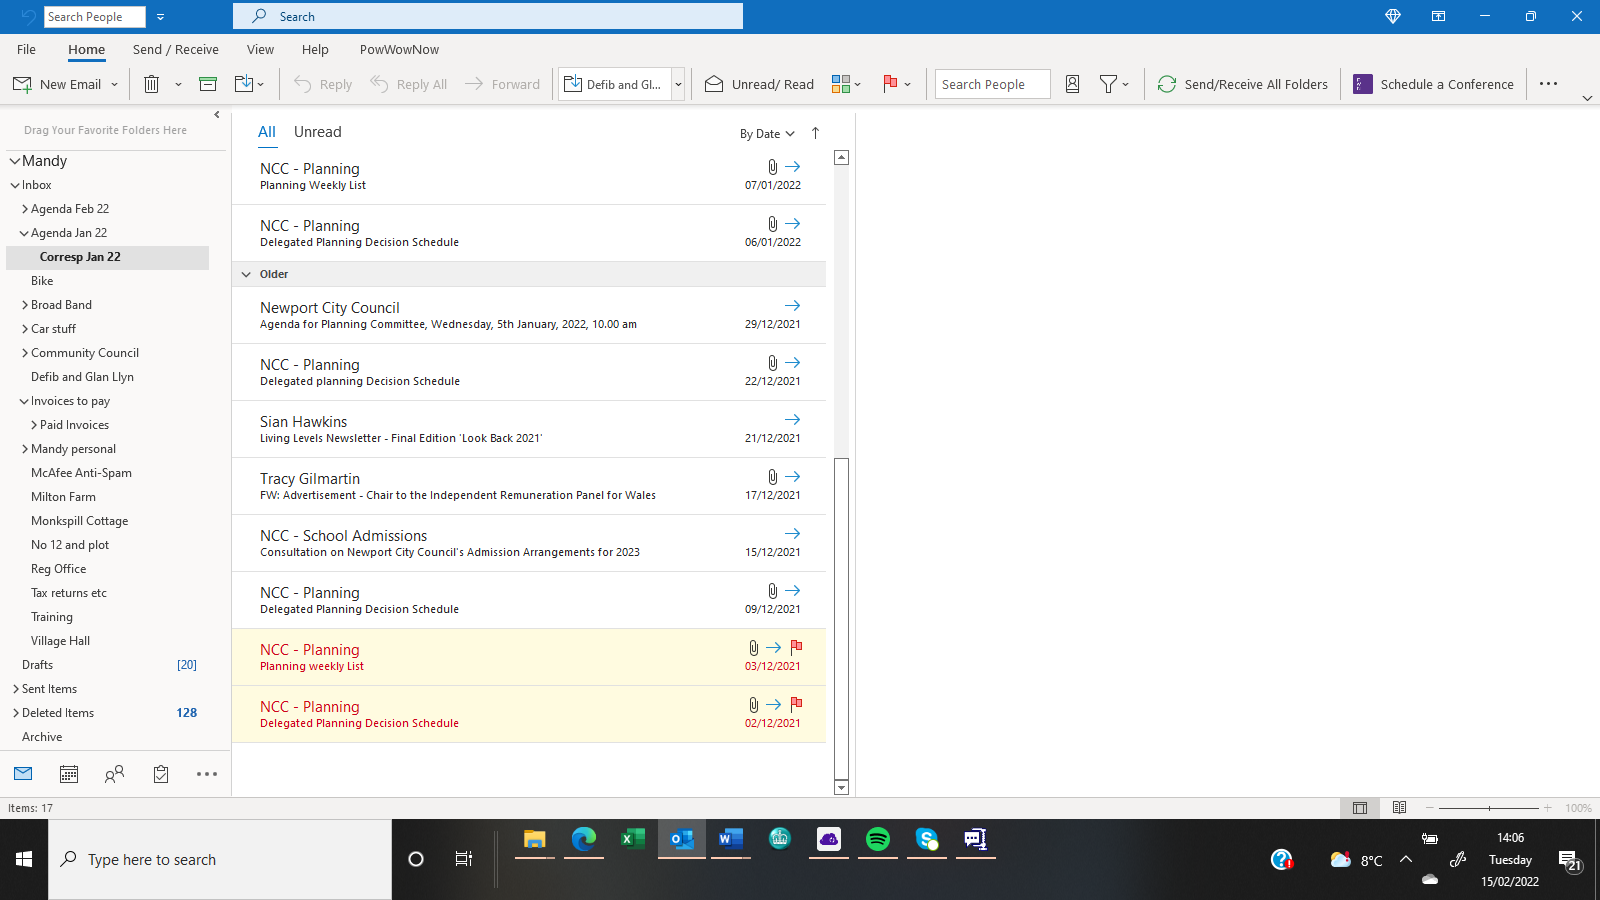 Search People
Search
File Home Send / Receive View Help PowWowNow
New Email Reply Reply All Forward Defib and Gl... Unread/ Read Search People Send/Receive All Folders Schedule a Conference ...
Drag Your Favorite Folders Here
Mandy
Inbox
Agenda Feb 22
Agenda Jan 22
Corresp Jan 22
Bike
Broad Band
Car stuff
Community Council
Defib and Glan Llyn
Invoices to pay
Paid Invoices
Mandy personal
McAfee Anti-Spam
Milton Farm
Monkspill Cottage
No 12 and plot
Reg Office
Tax returns etc
Training
Village Hall
Drafts [20]
Sent Items
Deleted Items 128
Archive
All Unread By Date
NCC - Planning
Planning Weekly List 07/01/2022
NCC - Planning
Delegated Planning Decision Schedule 06/01/2022
Older
Newport City Council
Agenda for Planning Committee, Wednesday, 5th January, 2022, 10.00 am 29/12/2021
NCC - Planning
Delegated planning Decision Schedule 22/12/2021
Sian Hawkins
Living Levels Newsletter - Final Edition 'Look Back 2021' 21/12/2021
Tracy Gilmartin
FW: Advertisement - Chair to the Independent Remuneration Panel for Wales 17/12/2021
NCC - School Admissions
Consultation on Newport City Council's Admission Arrangements for 2023 15/12/2021
NCC - Planning
Delegated Planning Decision Schedule 09/12/2021
NCC - Planning
Planning weekly List 03/12/2021
NCC - Planning
Delegated Planning Decision Schedule 02/12/2021
Items: 17 100%
Type here to search
8°C
14:06
Tuesday
15/02/2022
21